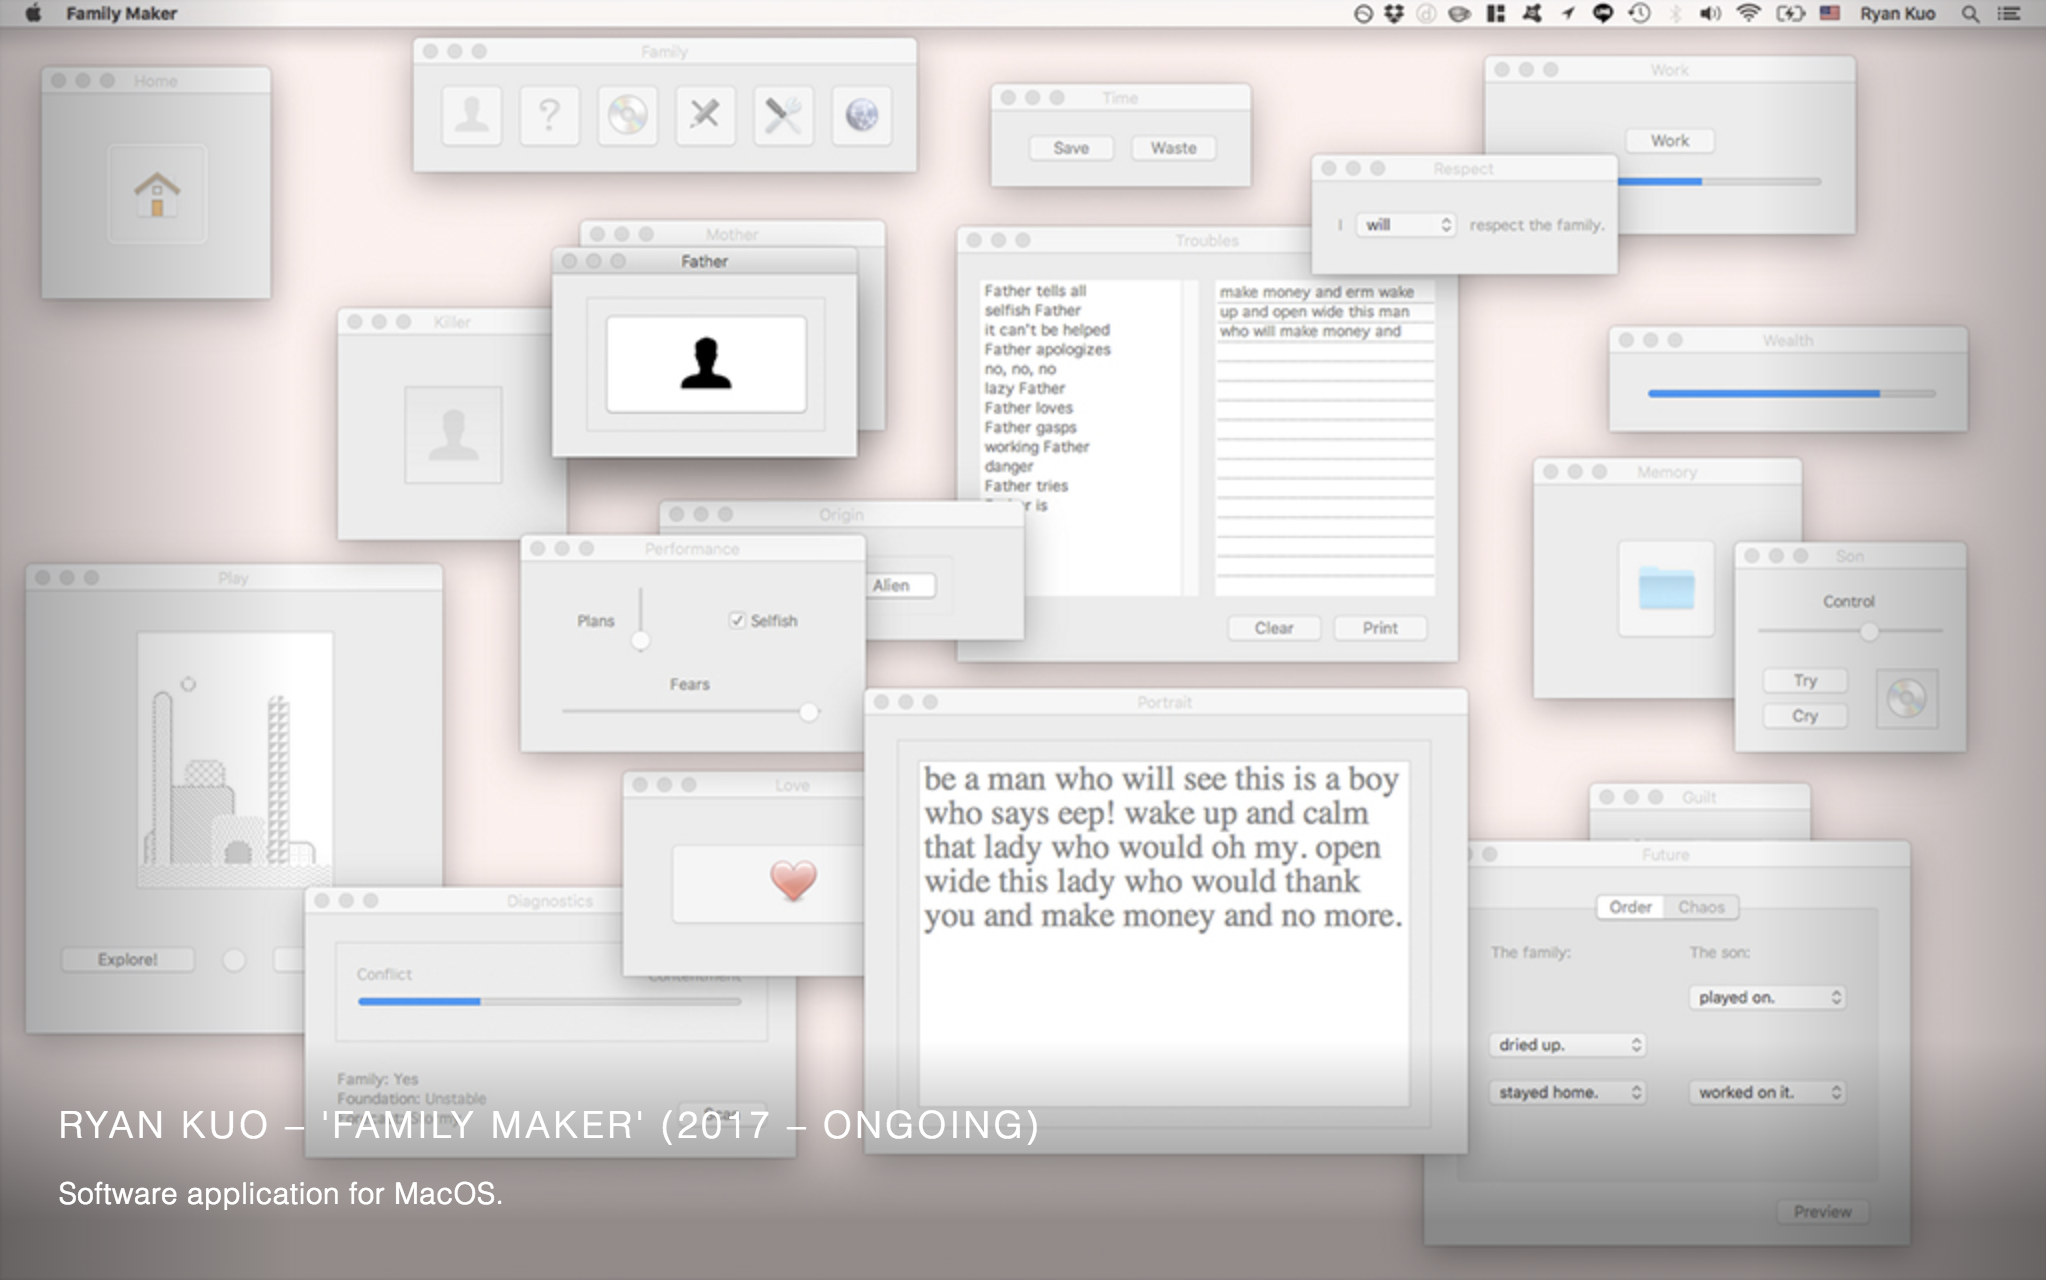 Family Maker
Ryan Kuo
Home
Family
Time
Save
Waste
Work
Work
Respect
I
will
respect the family.
Mother
Father
Killer
Troubles
Father tells all
selfish Father
it can't be helped
Father apologizes
no, no, no
lazy Father
Father loves
Father gasps
working Father
danger
Father tries
is
make money and erm wake
up and open wide this man
who will make money and
Clear
Print
Wealth
Memory
Son
Control
Try
Cry
Origin
Alien
Performance
Plans
Selfish
Fears
Play
Explore!
Love
Portrait
be a man who will see this is a boy
who says eep! wake up and calm
that lady who would oh my. open
wide this lady who would thank
you and make money and no more.
Guilt
Future
Order
Chaos
The family:
The son:
played on.
dried up.
stayed home.
worked on it.
Preview
Diagnostics
Conflict
Contentment
Family: Yes
Foundation: Unstable
RYAN KUO – 'FAMILY MAKER' (2017 – ONGOING)
Software application for MacOS.